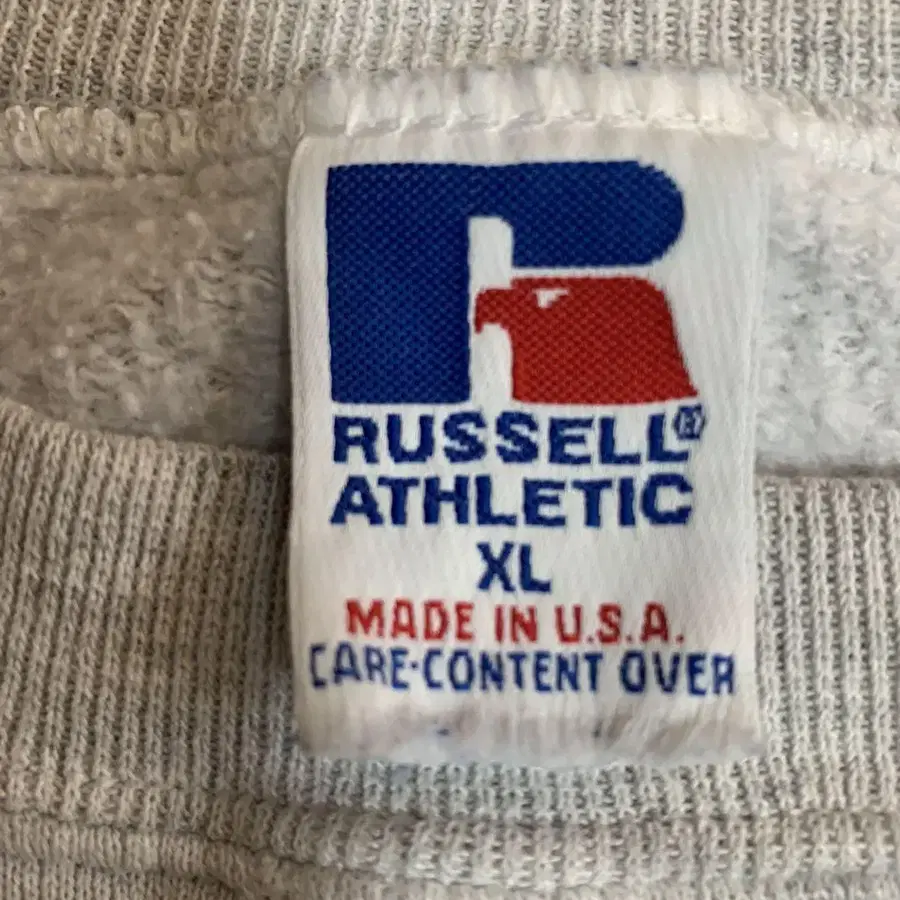 RUSSELL®
ATHLETIC
XL
MADE IN U.S.A.
CARE-CONTENT OVER